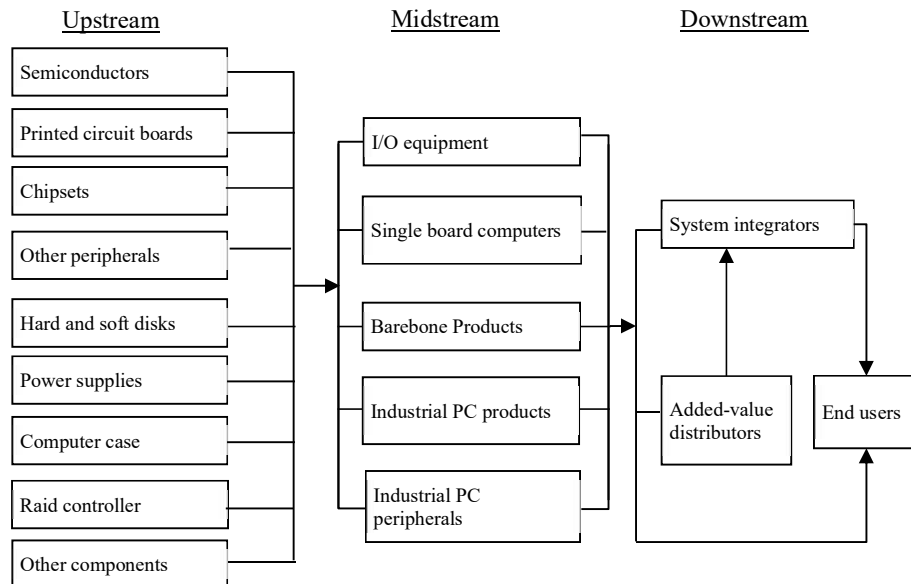 Upstream
Midstream
Downstream
Semiconductors
Printed circuit boards
Chipsets
Other peripherals
Hard and soft disks
Power supplies
Computer case
Raid controller
Other components
I/O equipment
Single board computers
Barebone Products
Industrial PC products
Industrial PC
peripherals
System integrators
Added-value
distributors
End users